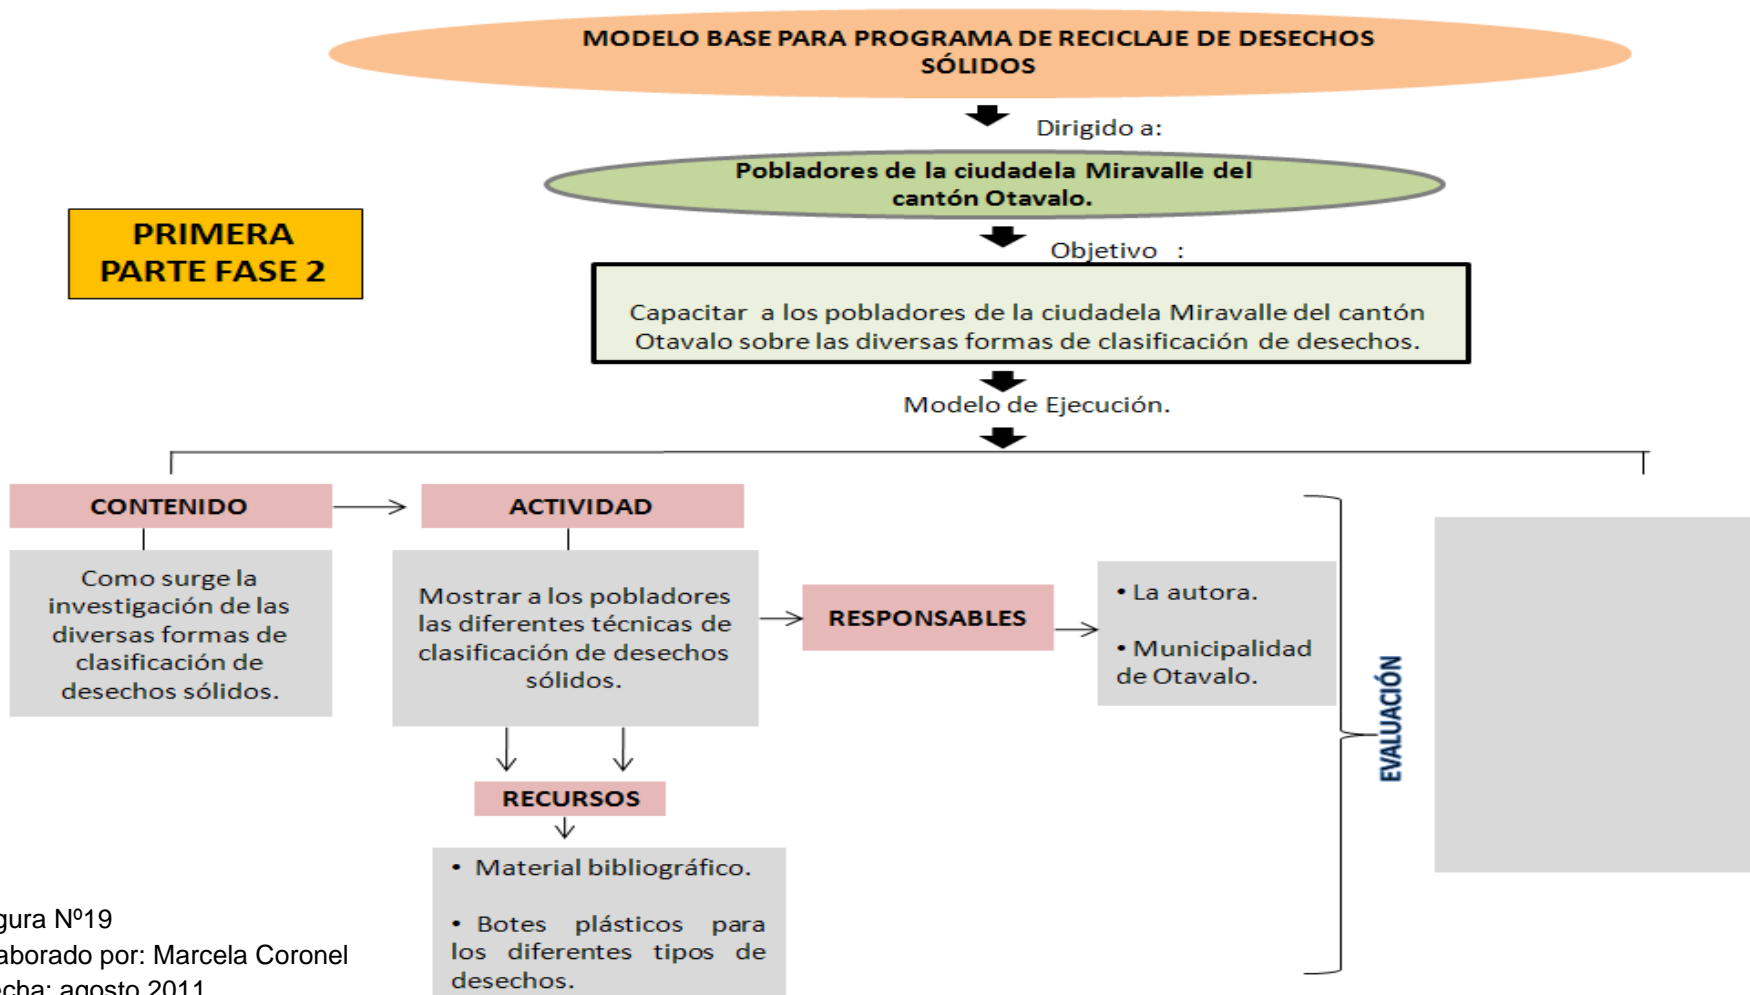 MODELO BASE PARA PROGRAMA DE RECICLAJE DE DESECHOS
SÓLIDOS
Dirigido a:
Pobladores de la ciudadela Miravalle del
cantón Otavalo.
PRIMERA
PARTE FASE 2
Objetivo :
Capacitar a los pobladores de la ciudadela Miravalle del cantón
Otavalo sobre las diversas formas de clasificación de desechos.
Modelo de Ejecución.
CONTENIDO
Como surge la
investigación de las
diversas formas de
clasificación de
desechos sólidos.
ACTIVIDAD
Mostrar a los pobladores
las diferentes técnicas de
clasificación de desechos
sólidos.
RESPONSABLES
• La autora.
• Municipalidad
de Otavalo.
EVALUACIÓN
RECURSOS
• Material bibliográfico.
• Botes plásticos para
los diferentes tipos de
desechos.
gura Nº19
aborado por: Marcela Coronel
echa: agosto 2011